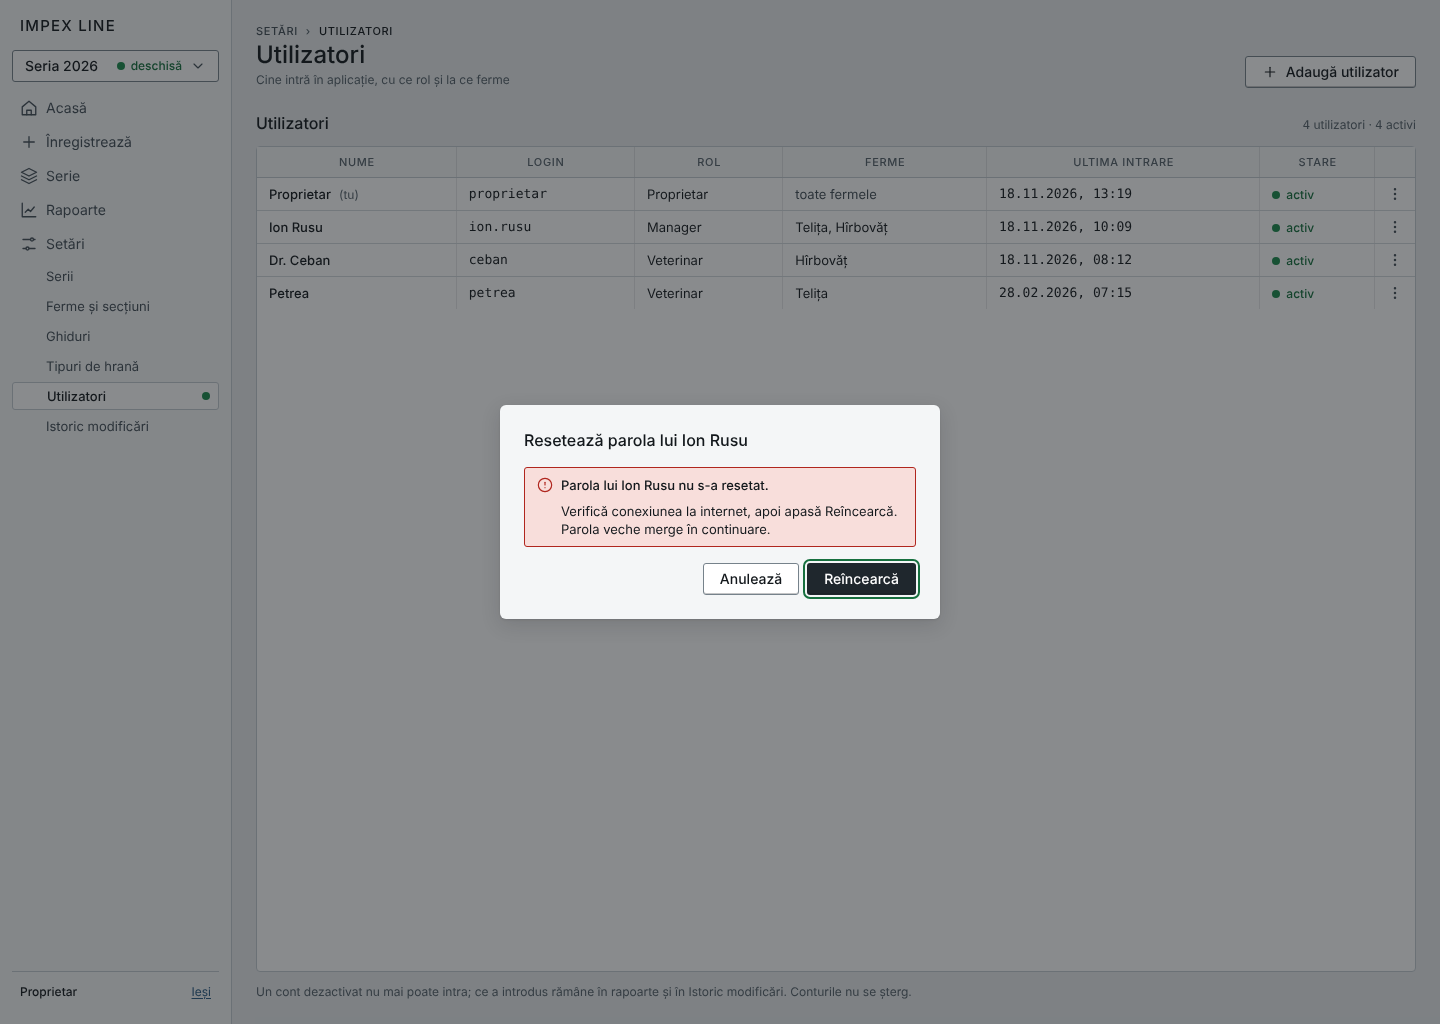 IMPEX LINE
Seria 2026 deschisă
Acasă
Înregistrează
Serie
Rapoarte
Setări
Serii
Ferme și secțiuni
Ghiduri
Tipuri de hrană
Utilizatori
Istoric modificări
Proprietar Ieși
SETĂRI › UTILIZATORI
Utilizatori
Cine intră în aplicație, cu ce rol și la ce ferme
Adaugă utilizator
Utilizatori
4 utilizatori · 4 activi
NUME LOGIN ROL FERME ULTIMA INTRARE STARE
Proprietar (tu) proprietar Proprietar toate fermele 18.11.2026, 13:19 activ
Ion Rusu ion.rusu Manager Telița, Hîrbovăț 18.11.2026, 10:09 activ
Dr. Ceban ceban Veterinar Hîrbovăț 18.11.2026, 08:12 activ
Petrea petrea Veterinar Telița 28.02.2026, 07:15 activ
Resetează parola lui Ion Rusu
Parola lui Ion Rusu nu s-a resetat.
Verifică conexiunea la internet, apoi apasă Reîncearcă.
Parola veche merge în continuare.
Anulează Reîncearcă
Un cont dezactivat nu mai poate intra; ce a introdus rămâne în rapoarte și în Istoric modificări. Conturile nu se șterg.